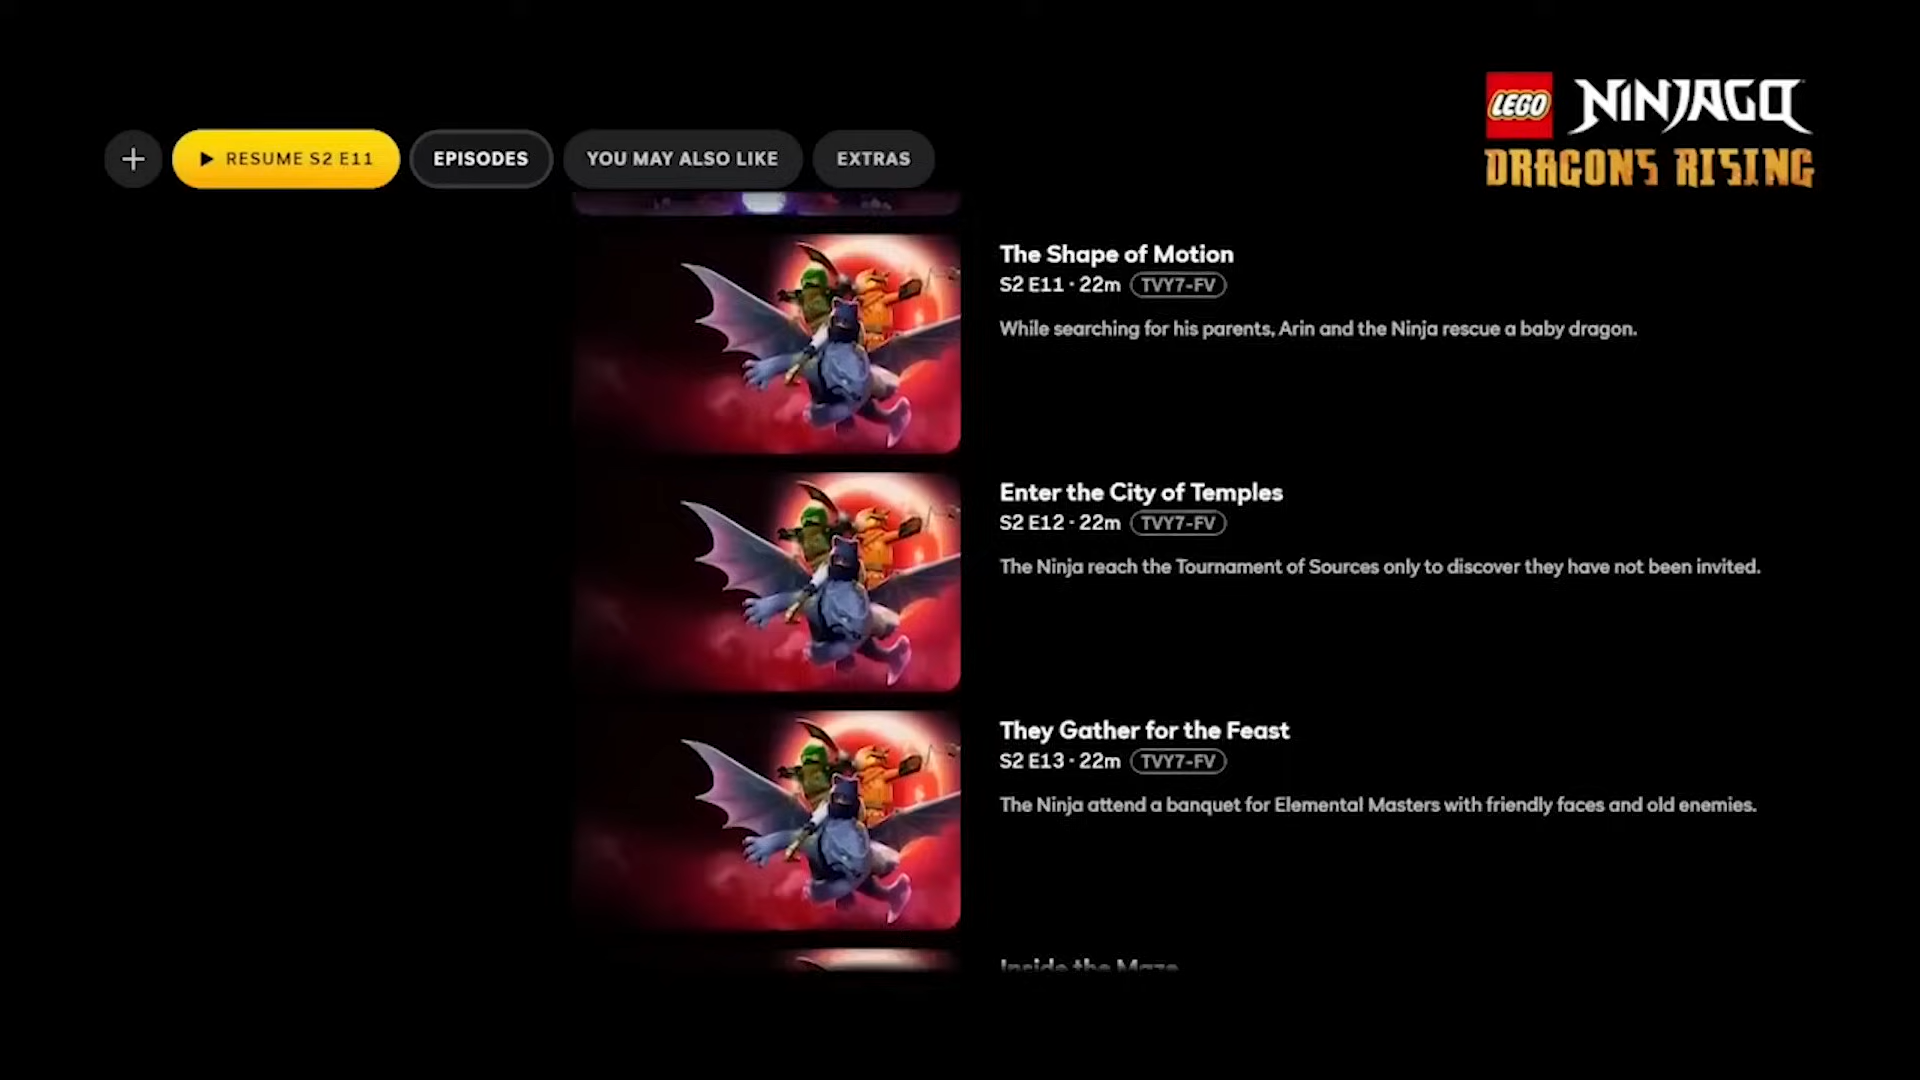 LEGO NINJAGO
DRAGONS RISING
RESUME S2 E11
EPISODES
YOU MAY ALSO LIKE
EXTRAS
The Shape of Motion
S2 E11 · 22m TVY7-FV
While searching for his parents, Arin and the Ninja rescue a baby dragon.
Enter the City of Temples
S2 E12 · 22m TVY7-FV
The Ninja reach the Tournament of Sources only to discover they have not been invited.
They Gather for the Feast
S2 E13 · 22m TVY7-FV
The Ninja attend a banquet for Elemental Masters with friendly faces and old enemies.
Inside the Maze